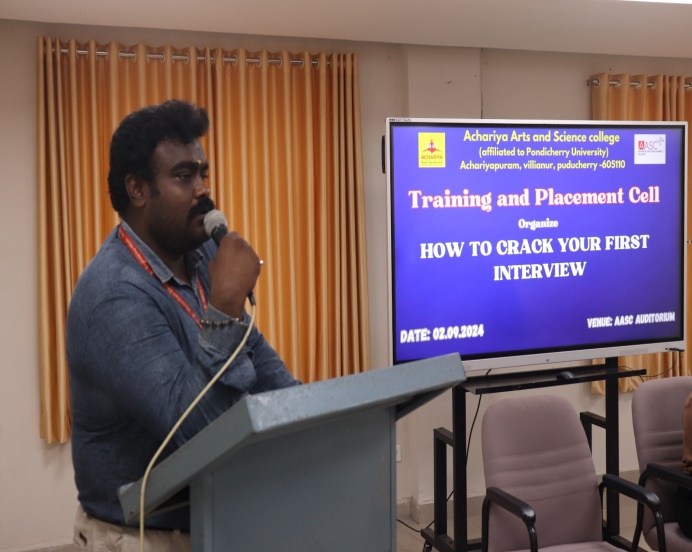 Achariya Arts and Science college
(affiliated to Pondicherry University)
Achariyapuram, villianur, puducherry -605110
ACHARIYA
AASC
Training and Placement Cell
Organize
HOW TO CRACK YOUR FIRST
INTERVIEW
DATE: 02.09.2024
VENUE: AASC AUDITORIUM